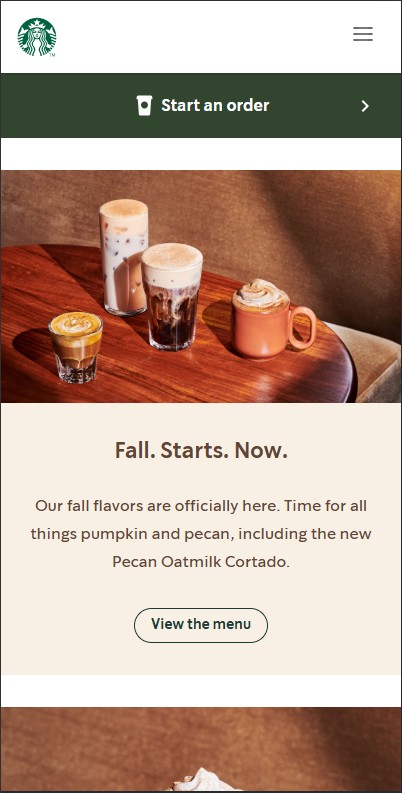 Start an order
Fall. Starts. Now.
Our fall flavors are officially here. Time for all
things pumpkin and pecan, including the new
Pecan Oatmilk Cortado.
View the menu